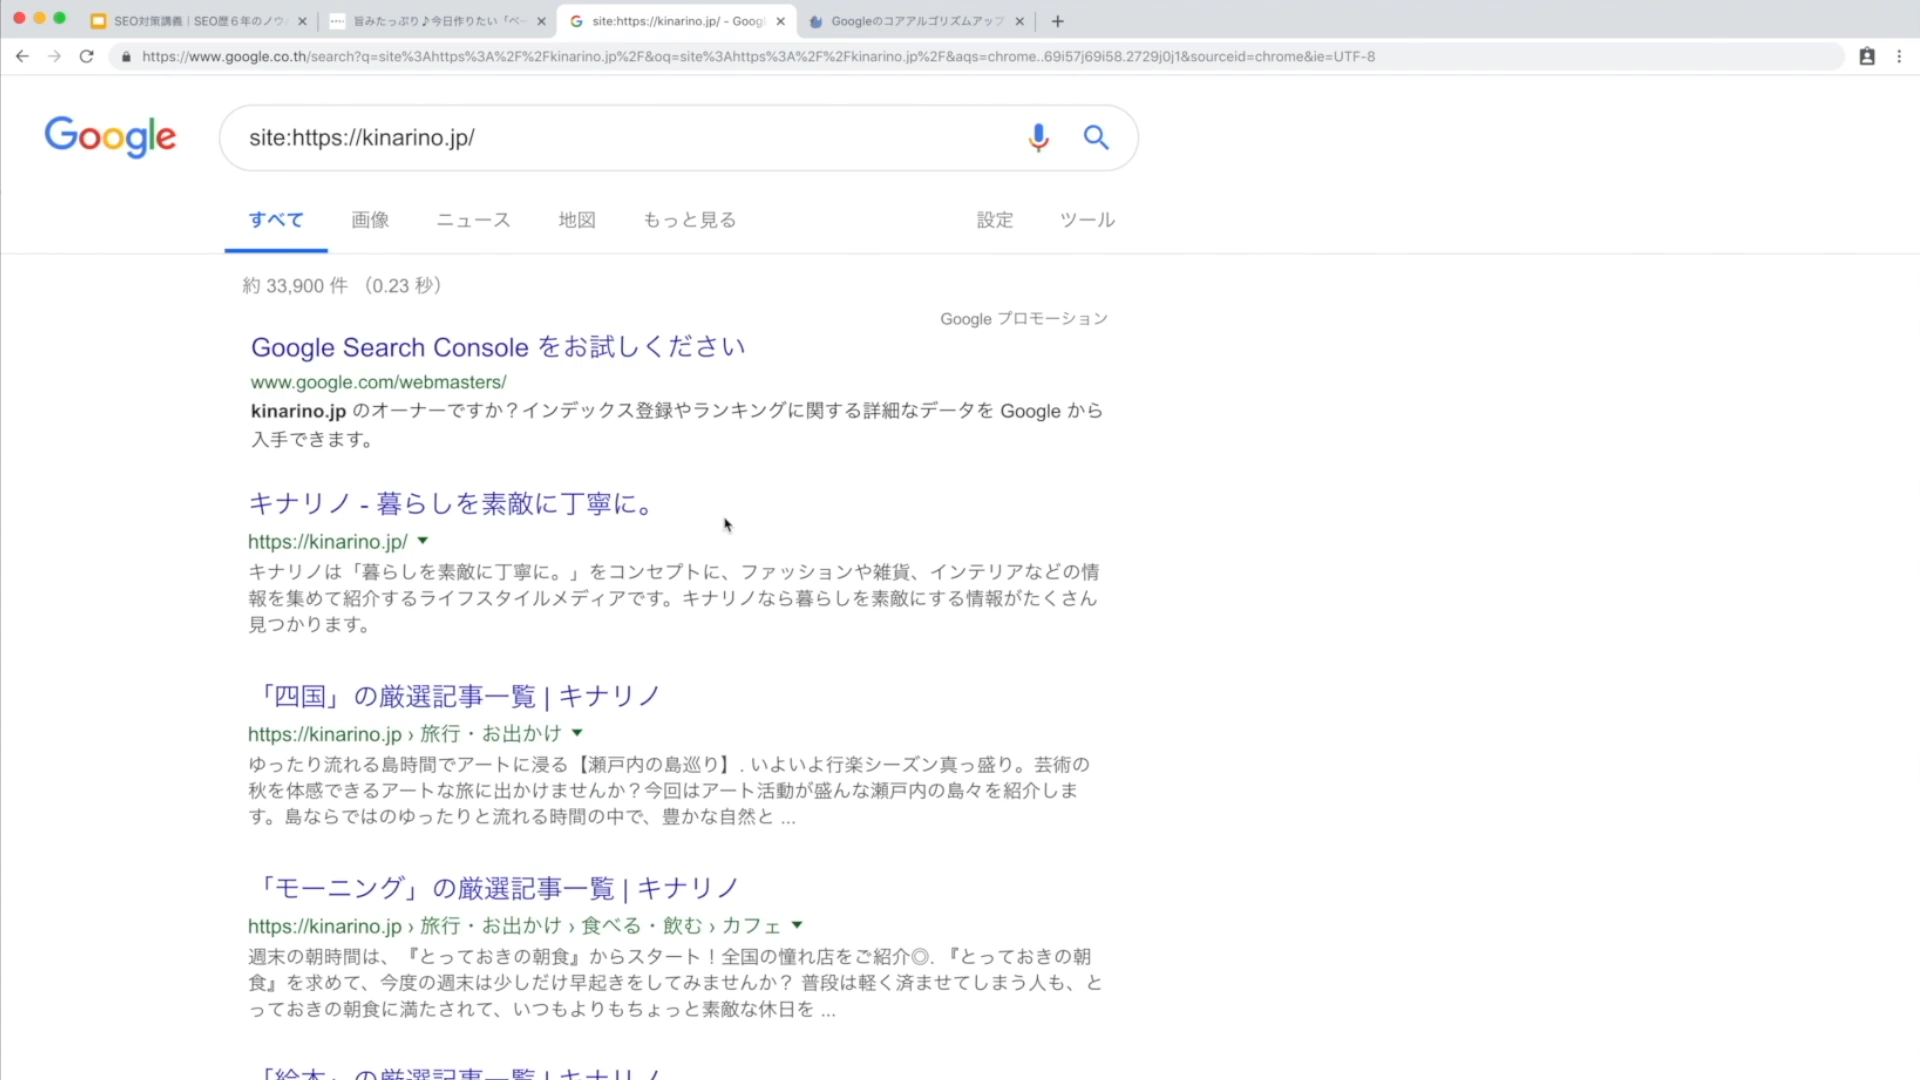 SEO対策講義｜SEO歴６年のノウ
旨みたっぷり♪今日作りたい「ベー
site:https://kinarino.jp/ - Goog
Googleのコアアルゴリズムアップ
https://www.google.co.th/search?q=site%3Ahttps%3A%2F%2Fkinarino.jp%2F&oq=site%3Ahttps%3A%2F%2Fkinarino.jp%2F&aqs=chrome..69i57j69i58.2729j0j1&sourceid=chrome&ie=UTF-8
Google
site:https://kinarino.jp/
すべて 画像 ニュース 地図 もっと見る 設定 ツール
約 33,900 件 （0.23 秒）
Google プロモーション
Google Search Console をお試しください
www.google.com/webmasters/
kinarino.jp のオーナーですか？インデックス登録やランキングに関する詳細なデータを Google から
入手できます。
キナリノ - 暮らしを素敵に丁寧に。
https://kinarino.jp/
キナリノは「暮らしを素敵に丁寧に。」をコンセプトに、ファッションや雑貨、インテリアなどの情
報を集めて紹介するライフスタイルメディアです。キナリノなら暮らしを素敵にする情報がたくさん
見つかります。
「四国」の厳選記事一覧 | キナリノ
https://kinarino.jp › 旅行・お出かけ
ゆったり流れる島時間でアートに浸る【瀬戸内の島巡り】. いよいよ行楽シーズン真っ盛り。芸術の
秋を体感できるアートな旅に出かけませんか？今回はアート活動が盛んな瀬戸内の島々を紹介しま
す。島ならではのゆったりと流れる時間の中で、豊かな自然と ...
「モーニング」の厳選記事一覧 | キナリノ
https://kinarino.jp › 旅行・お出かけ › 食べる・飲む › カフェ
週末の朝時間は、『とっておきの朝食』からスタート！全国の憧れ店をご紹介◎. 『とっておきの朝
食』を求めて、今度の週末は少しだけ早起きをしてみませんか？ 普段は軽く済ませてしまう人も、と
っておきの朝食に満たされて、いつもよりもちょっと素敵な休日を ...
「絵本」の厳選記事一覧 | キナリノ